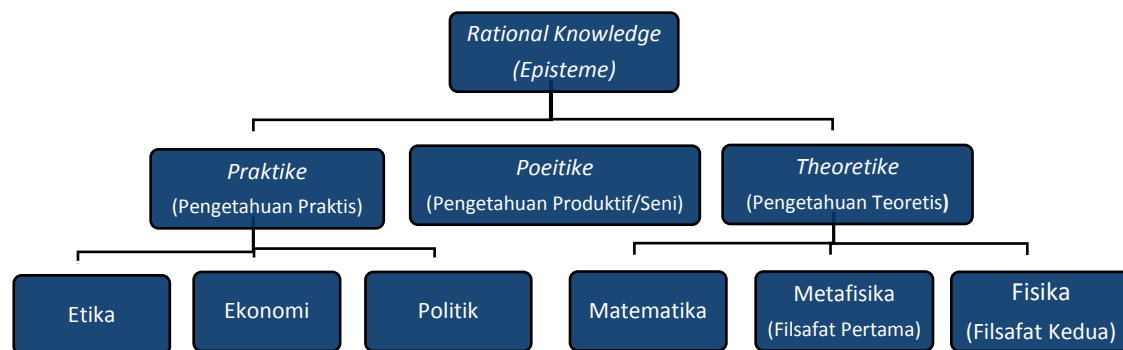 Rational Knowledge
(Episteme)
Praktike
(Pengetahuan Praktis)
Poeitike
(Pengetahuan Produktif/Seni)
Theoretike
(Pengetahuan Teoretis)
Etika
Ekonomi
Politik
Matematika
Metafisika
(Filsafat Pertama)
Fisika
(Filsafat Kedua)